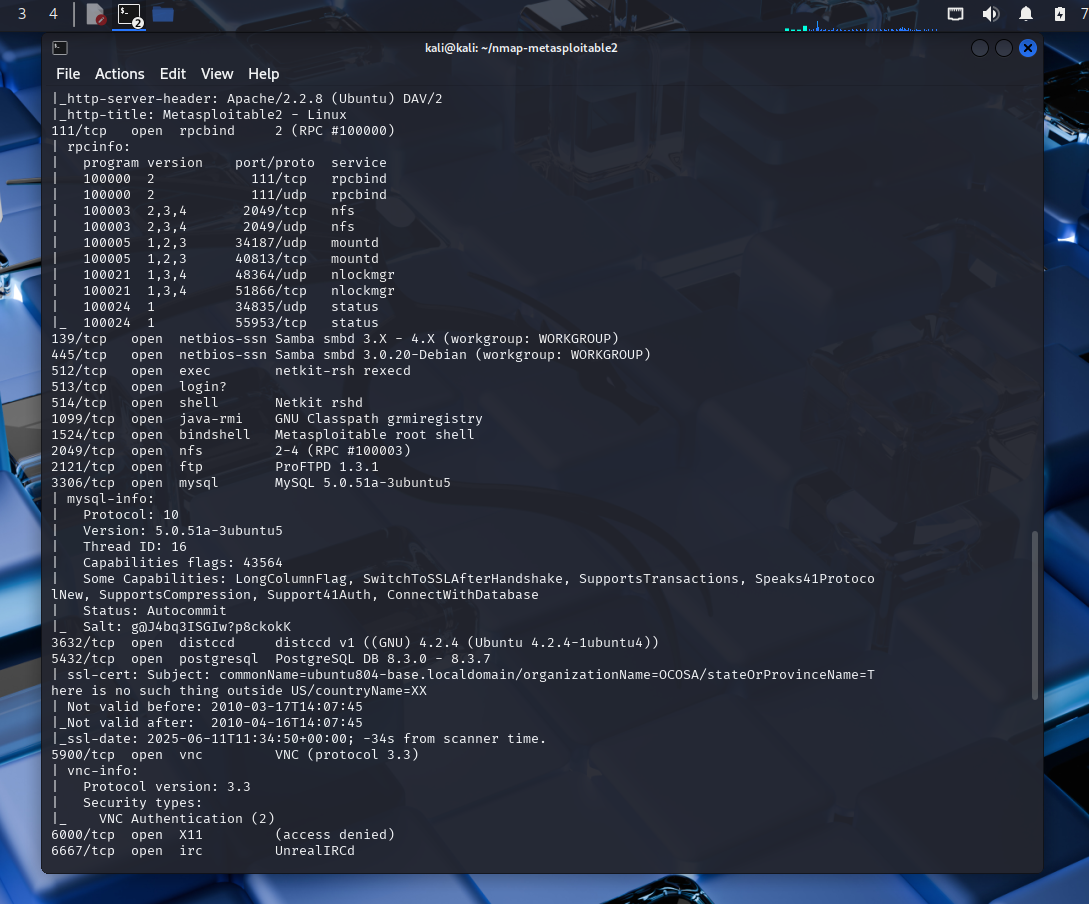 3 4 2 7
kali@kali: ~/nmap-metasploitable2
File Actions Edit View Help
|_http-server-header: Apache/2.2.8 (Ubuntu) DAV/2
|_http-title: Metasploitable2 - Linux
111/tcp   open  rpcbind     2 (RPC #100000)
| rpcinfo:
|   program version    port/proto  service
|   100000  2            111/tcp   rpcbind
|   100000  2            111/udp   rpcbind
|   100003  2,3,4       2049/tcp   nfs
|   100003  2,3,4       2049/udp   nfs
|   100005  1,2,3      34187/udp   mountd
|   100005  1,2,3      40813/tcp   mountd
|   100021  1,3,4      48364/udp   nlockmgr
|   100021  1,3,4      51866/tcp   nlockmgr
|   100024  1          34835/udp   status
|_  100024  1          55953/tcp   status
139/tcp   open  netbios-ssn Samba smbd 3.X - 4.X (workgroup: WORKGROUP)
445/tcp   open  netbios-ssn Samba smbd 3.0.20-Debian (workgroup: WORKGROUP)
512/tcp   open  exec        netkit-rsh rexecd
513/tcp   open  login?
514/tcp   open  shell       Netkit rshd
1099/tcp  open  java-rmi    GNU Classpath grmiregistry
1524/tcp  open  bindshell   Metasploitable root shell
2049/tcp  open  nfs         2-4 (RPC #100003)
2121/tcp  open  ftp         ProFTPD 1.3.1
3306/tcp  open  mysql       MySQL 5.0.51a-3ubuntu5
| mysql-info:
|   Protocol: 10
|   Version: 5.0.51a-3ubuntu5
|   Thread ID: 16
|   Capabilities flags: 43564
|   Some Capabilities: LongColumnFlag, SwitchToSSLAfterHandshake, SupportsTransactions, Speaks41Protoco
lNew, SupportsCompression, Support41Auth, ConnectWithDatabase
|   Status: Autocommit
|_  Salt: g@J4bq3ISGIw?p8ckokK
3632/tcp  open  distccd     distccd v1 ((GNU) 4.2.4 (Ubuntu 4.2.4-1ubuntu4))
5432/tcp  open  postgresql  PostgreSQL DB 8.3.0 - 8.3.7
| ssl-cert: Subject: commonName=ubuntu804-base.localdomain/organizationName=OCOSA/stateOrProvinceName=T
here is no such thing outside US/countryName=XX
| Not valid before: 2010-03-17T14:07:45
|_Not valid after:  2010-04-16T14:07:45
|_ssl-date: 2025-06-11T11:34:50+00:00; -34s from scanner time.
5900/tcp  open  vnc         VNC (protocol 3.3)
| vnc-info:
|   Protocol version: 3.3
|   Security types:
|_    VNC Authentication (2)
6000/tcp  open  X11         (access denied)
6667/tcp  open  irc         UnrealIRCd